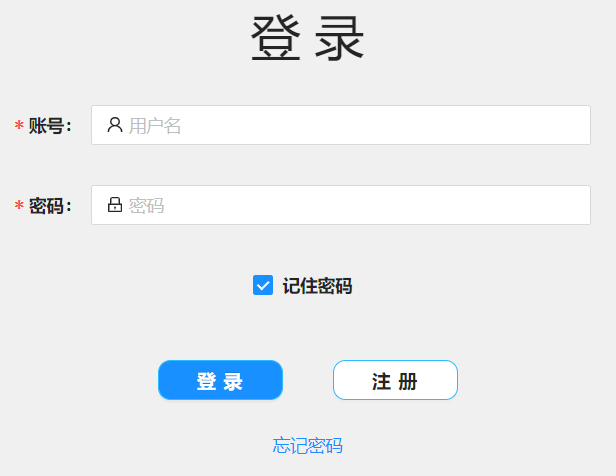 登 录
* 账号：
用户名
* 密码：
密码
记住密码
登 录
注 册
忘记密码